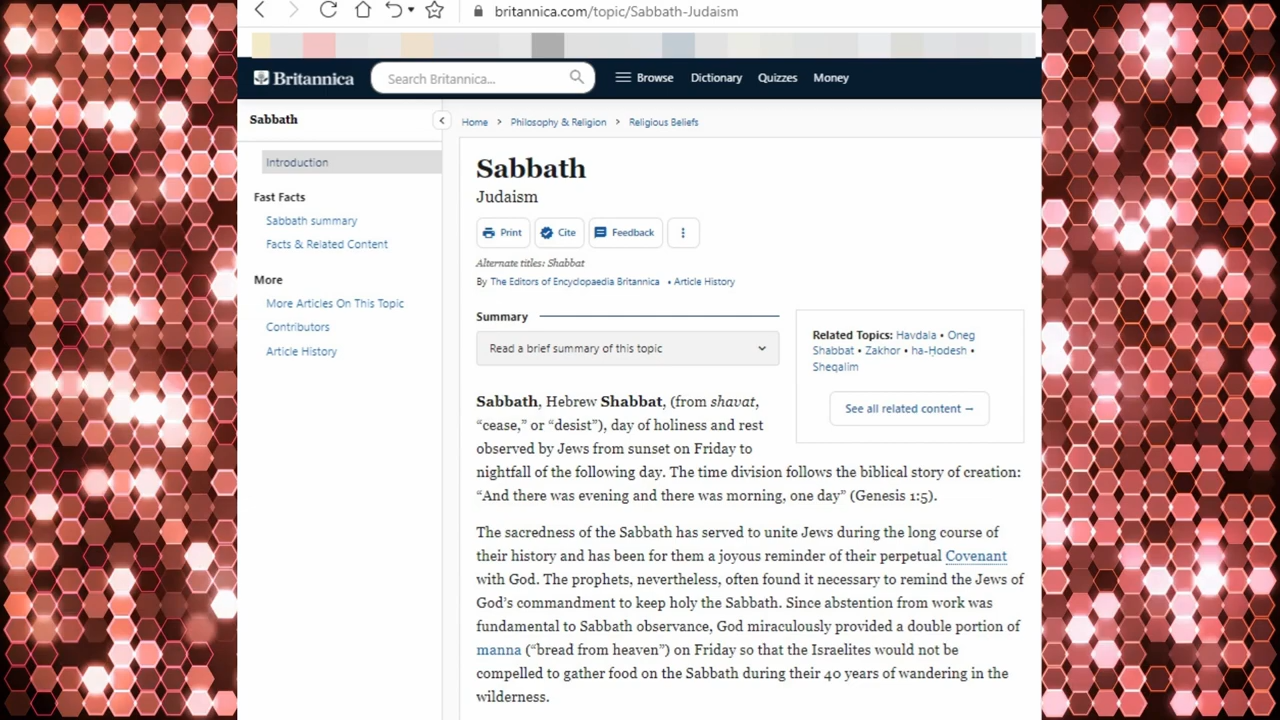 britannica.com/topic/Sabbath-Judaism
Britannica
Search Britannica...
Browse
Dictionary
Quizzes
Money
Sabbath
Introduction
Fast Facts
Sabbath summary
Facts & Related Content
More
More Articles On This Topic
Contributors
Article History
Home > Philosophy & Religion > Religious Beliefs
Sabbath
Judaism
Print
Cite
Feedback
Alternate titles: Shabbat
By The Editors of Encyclopaedia Britannica • Article History
Summary
Read a brief summary of this topic
Related Topics: Havdala • Oneg
Shabbat • Zakhor • ha-Ḥodesh •
Sheqalim
See all related content →
Sabbath, Hebrew Shabbat, (from shavat,
“cease,” or “desist”), day of holiness and rest
observed by Jews from sunset on Friday to
nightfall of the following day. The time division follows the biblical story of creation:
“And there was evening and there was morning, one day” (Genesis 1:5).
The sacredness of the Sabbath has served to unite Jews during the long course of
their history and has been for them a joyous reminder of their perpetual Covenant
with God. The prophets, nevertheless, often found it necessary to remind the Jews of
God’s commandment to keep holy the Sabbath. Since abstention from work was
fundamental to Sabbath observance, God miraculously provided a double portion of
manna (“bread from heaven”) on Friday so that the Israelites would not be
compelled to gather food on the Sabbath during their 40 years of wandering in the
wilderness.